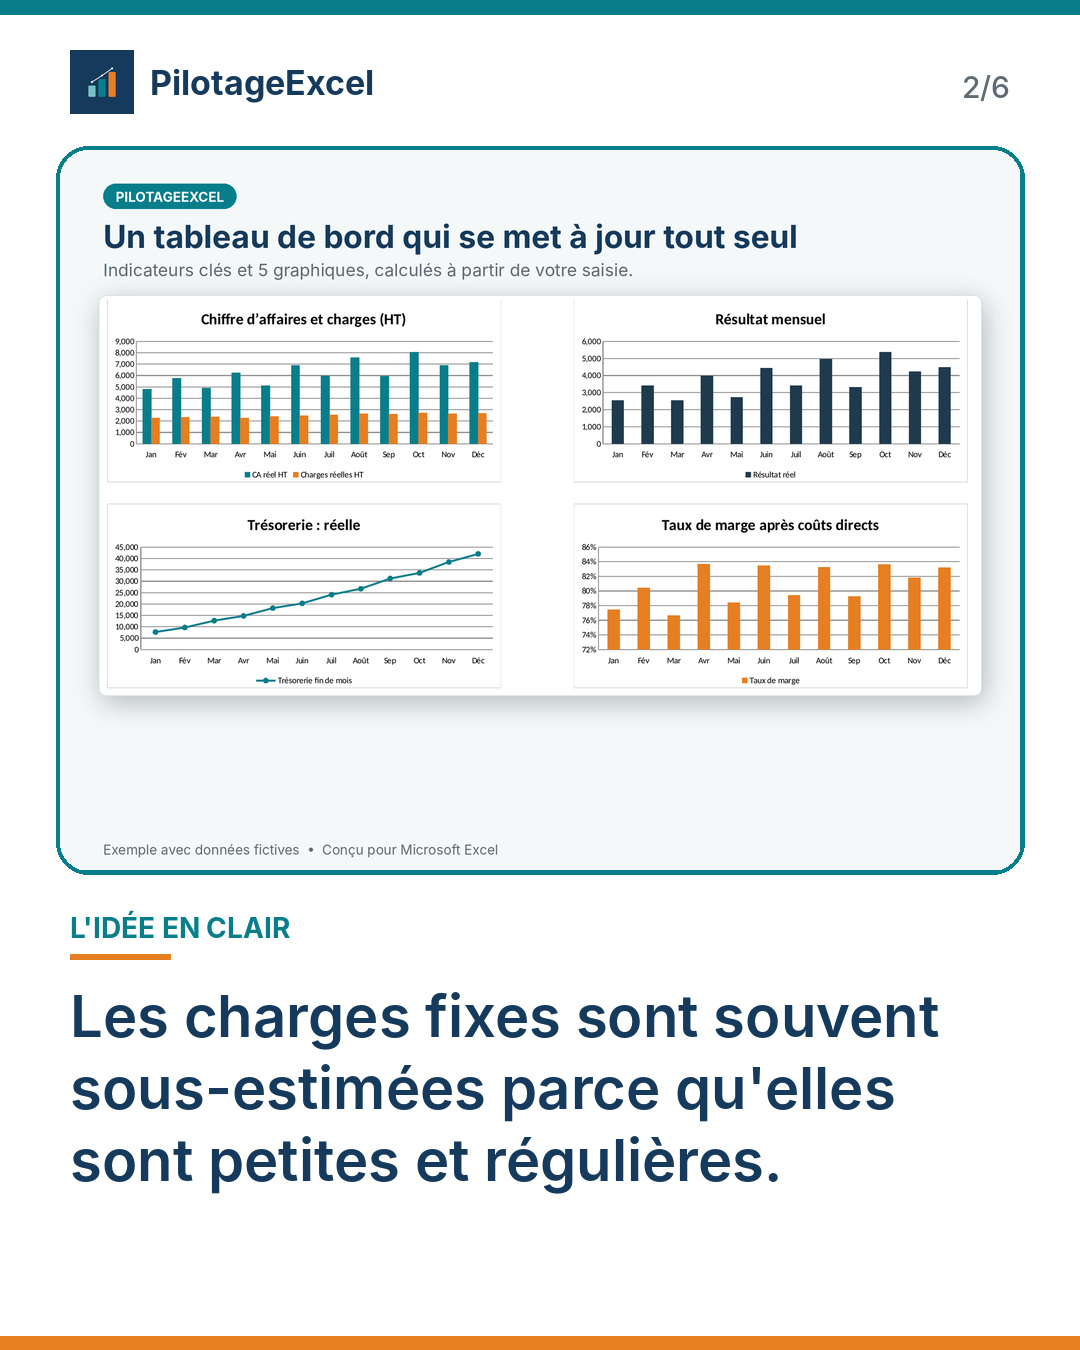 PilotageExcel
2/6
PILOTAGEEXCEL
Un tableau de bord qui se met à jour tout seul
Indicateurs clés et 5 graphiques, calculés à partir de votre saisie.
Chiffre d’affaires et charges (HT)
9,000
8,000
7,000
6,000
5,000
4,000
3,000
2,000
1,000
0
Jan Fév Mar Avr Mai Juin Juil Août Sep Oct Nov Déc
CA réel HT Charges réelles HT
Résultat mensuel
6,000
5,000
4,000
3,000
2,000
1,000
0
Jan Fév Mar Avr Mai Juin Juil Août Sep Oct Nov Déc
Résultat réel
Trésorerie : réelle
45,000
40,000
35,000
30,000
25,000
20,000
15,000
10,000
5,000
0
Jan Fév Mar Avr Mai Juin Juil Août Sep Oct Nov Déc
Trésorerie fin de mois
Taux de marge après coûts directs
86%
84%
82%
80%
78%
76%
74%
72%
Jan Fév Mar Avr Mai Juin Juil Août Sep Oct Nov Déc
Taux de marge
Exemple avec données fictives • Conçu pour Microsoft Excel
L'IDÉE EN CLAIR
Les charges fixes sont souvent
sous-estimées parce qu'elles
sont petites et régulières.